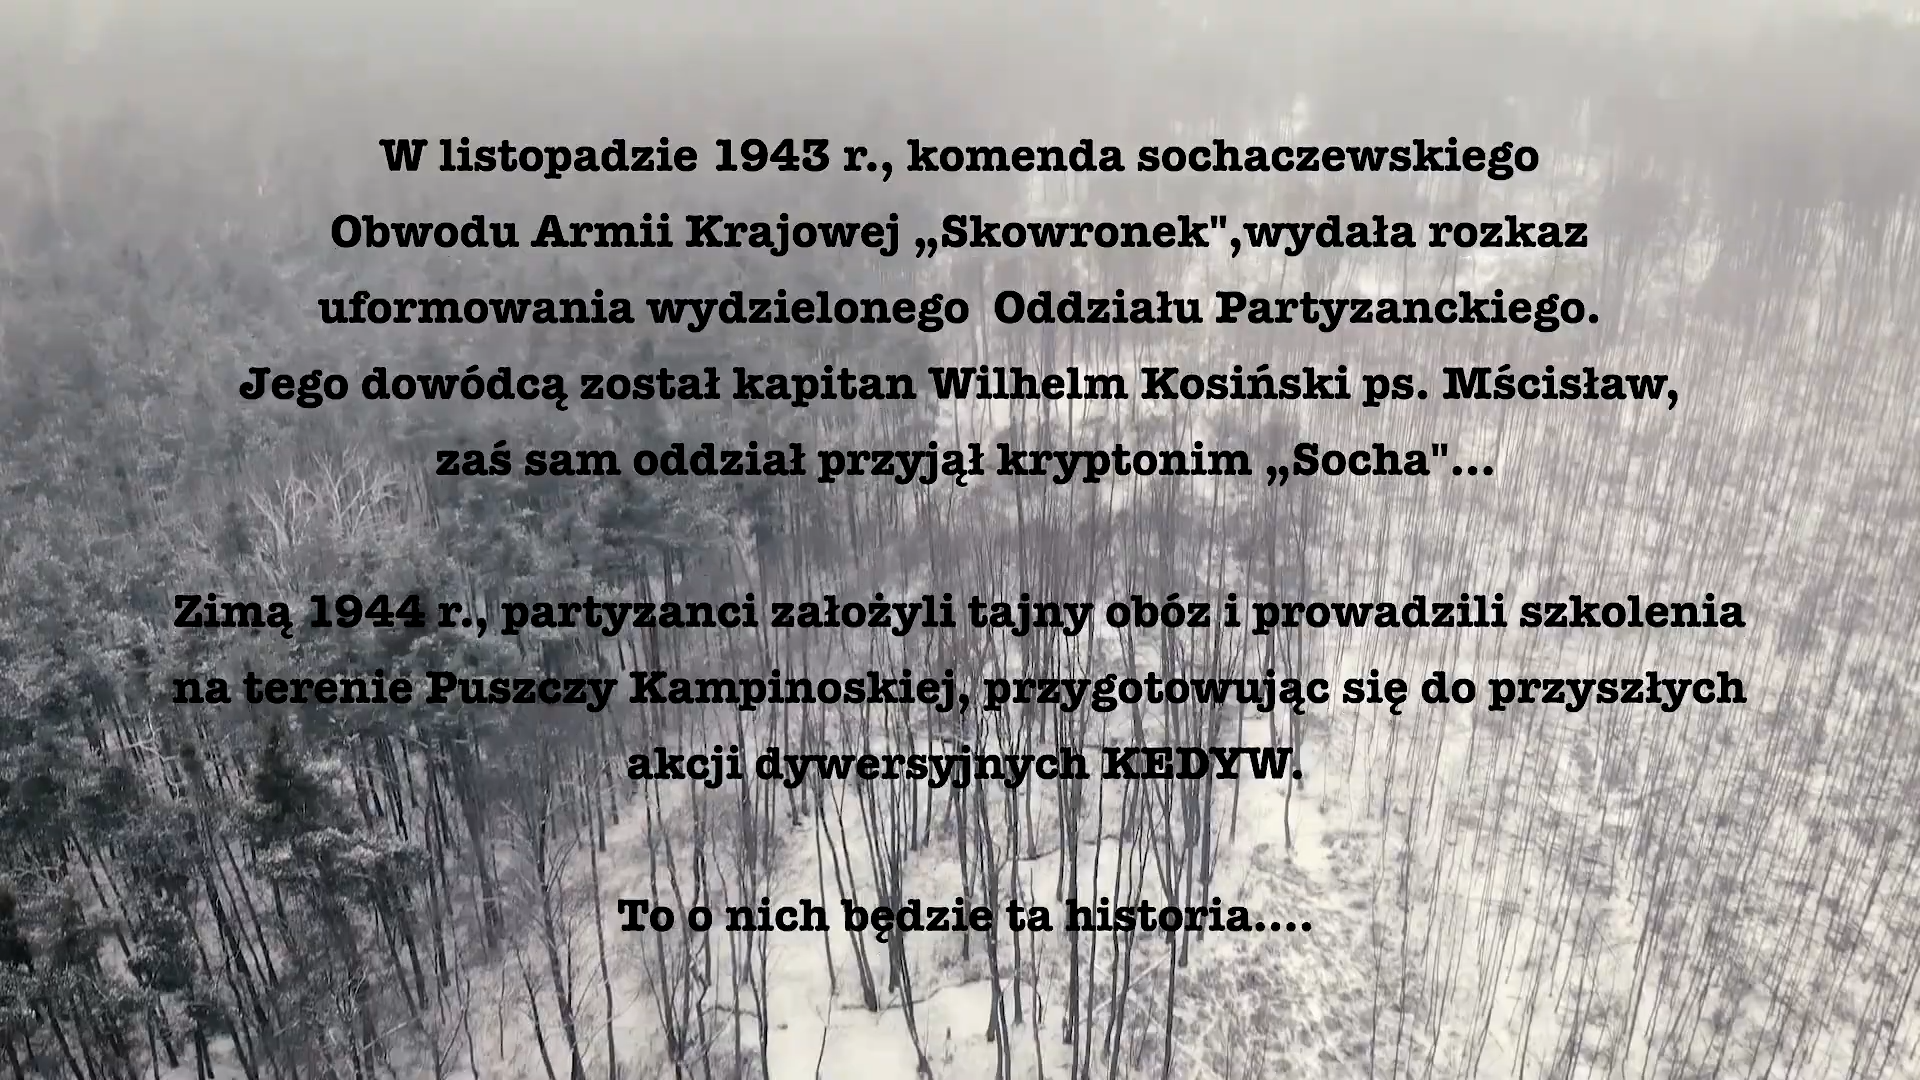 W listopadzie 1943 r., komenda sochaczewskiego
Obwodu Armii Krajowej „Skowronek",wydała rozkaz
uformowania wydzielonego  Oddziału Partyzanckiego.
Jego dowódcą został kapitan Wilhelm Kosiński ps. Mścisław,
zaś sam oddział przyjął kryptonim „Socha"...
Zimą 1944 r., partyzanci założyli tajny obóz i prowadzili szkolenia
na terenie Puszczy Kampinoskiej, przygotowując się do przyszłych
akcji dywersyjnych KEDYW.
To o nich będzie ta historia....